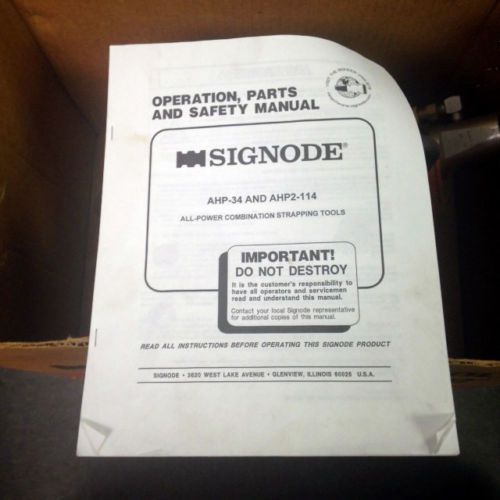 OPERATION, PARTS
AND SAFETY MANUAL
SIGNODE®
AHP-34 AND AHP2-114
ALL-POWER COMBINATION STRAPPING TOOLS
IMPORTANT!
DO NOT DESTROY
It is the customer's responsibility to
have all operators and servicemen
read and understand this manual.
Contact your local Signode representative
for additional copies of this manual.
READ ALL INSTRUCTIONS BEFORE OPERATING THIS SIGNODE PRODUCT
SIGNODE • 3620 WEST LAKE AVENUE • GLENVIEW, ILLINOIS 60025 U.S.A.